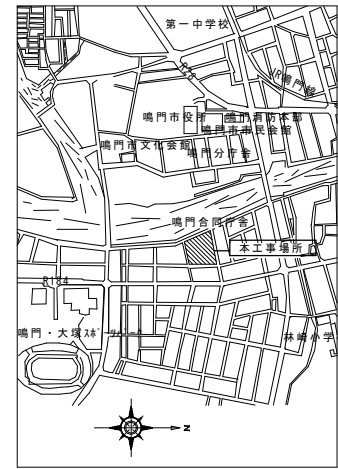 第一中学校
R28
JR鳴門線
鳴門市役所
鳴門消防本部
鳴門市市民会館
鳴門市文化会館
鳴門分庁舎
鳴門合同庁舎
本工事場所
R184
鳴門・大塚ｽﾎﾟｰﾂﾊﾟｰｸ
林崎小学
N